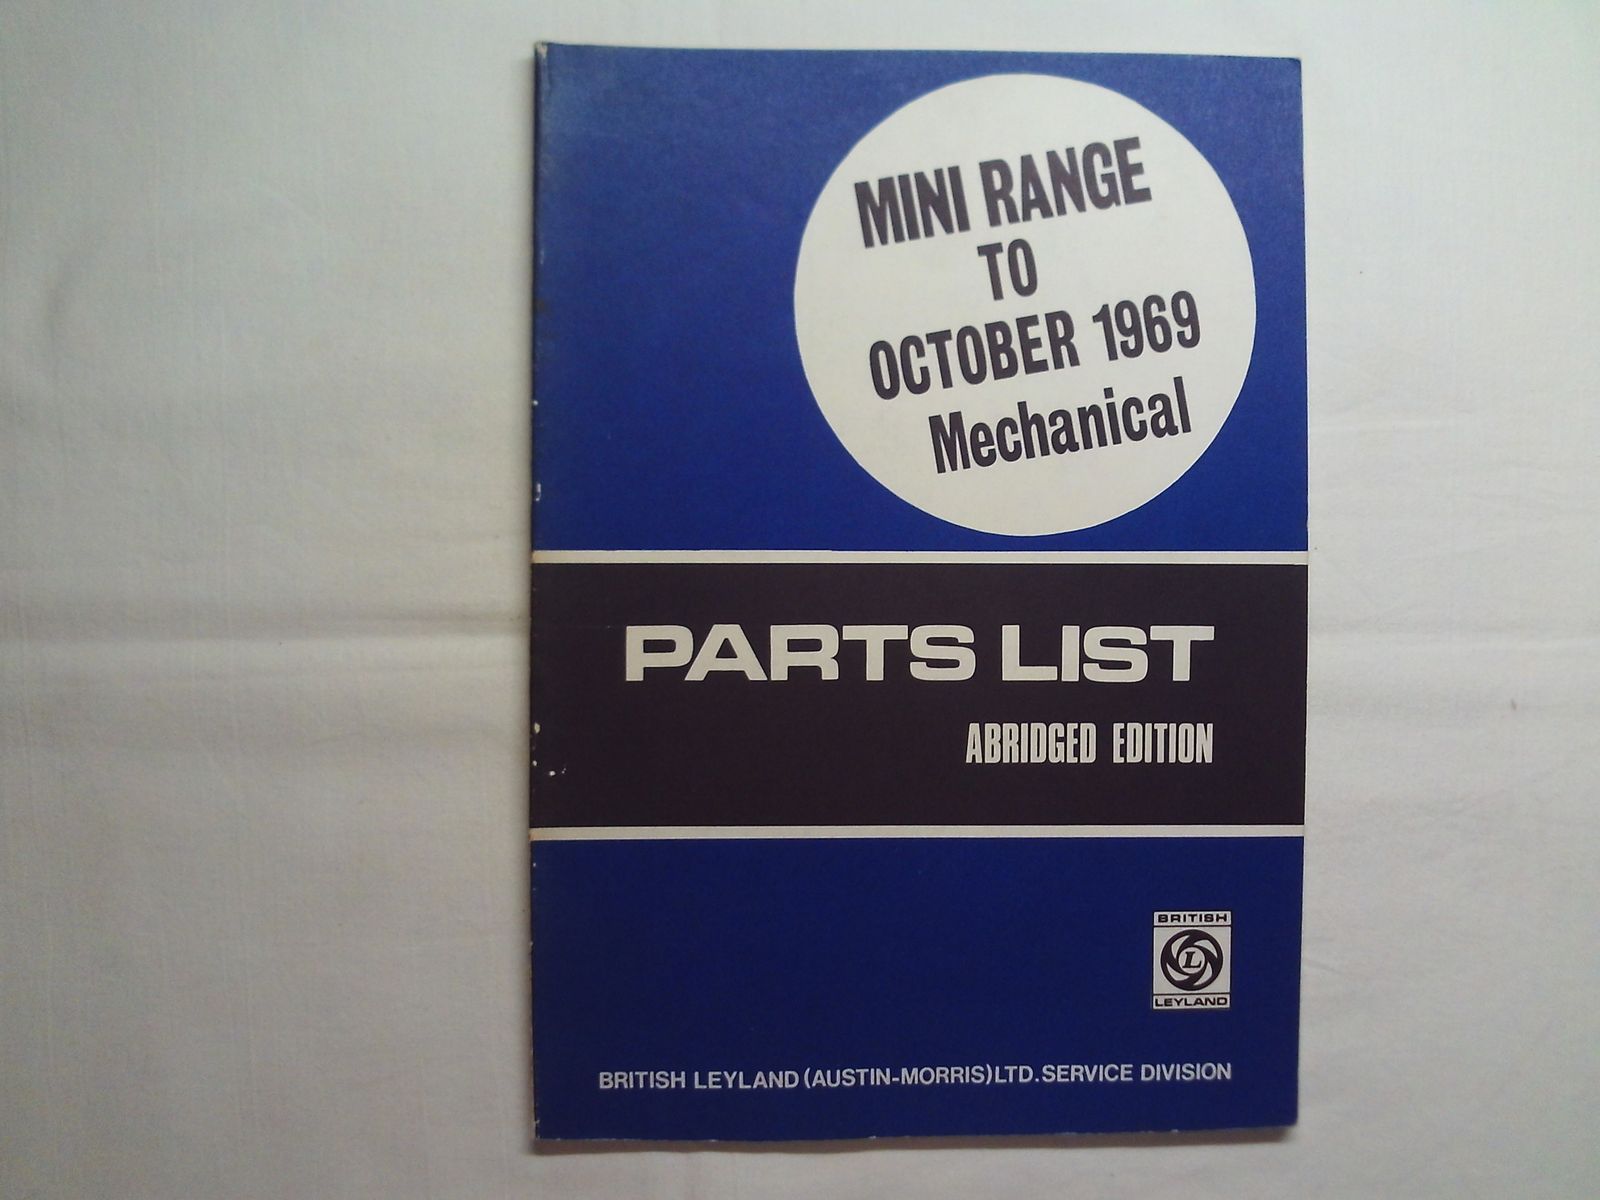 MINI RANGE
TO
OCTOBER 1969
Mechanical
PARTS LIST
ABRIDGED EDITION
BRITISH
L
LEYLAND
BRITISH LEYLAND (AUSTIN-MORRIS) LTD. SERVICE DIVISION